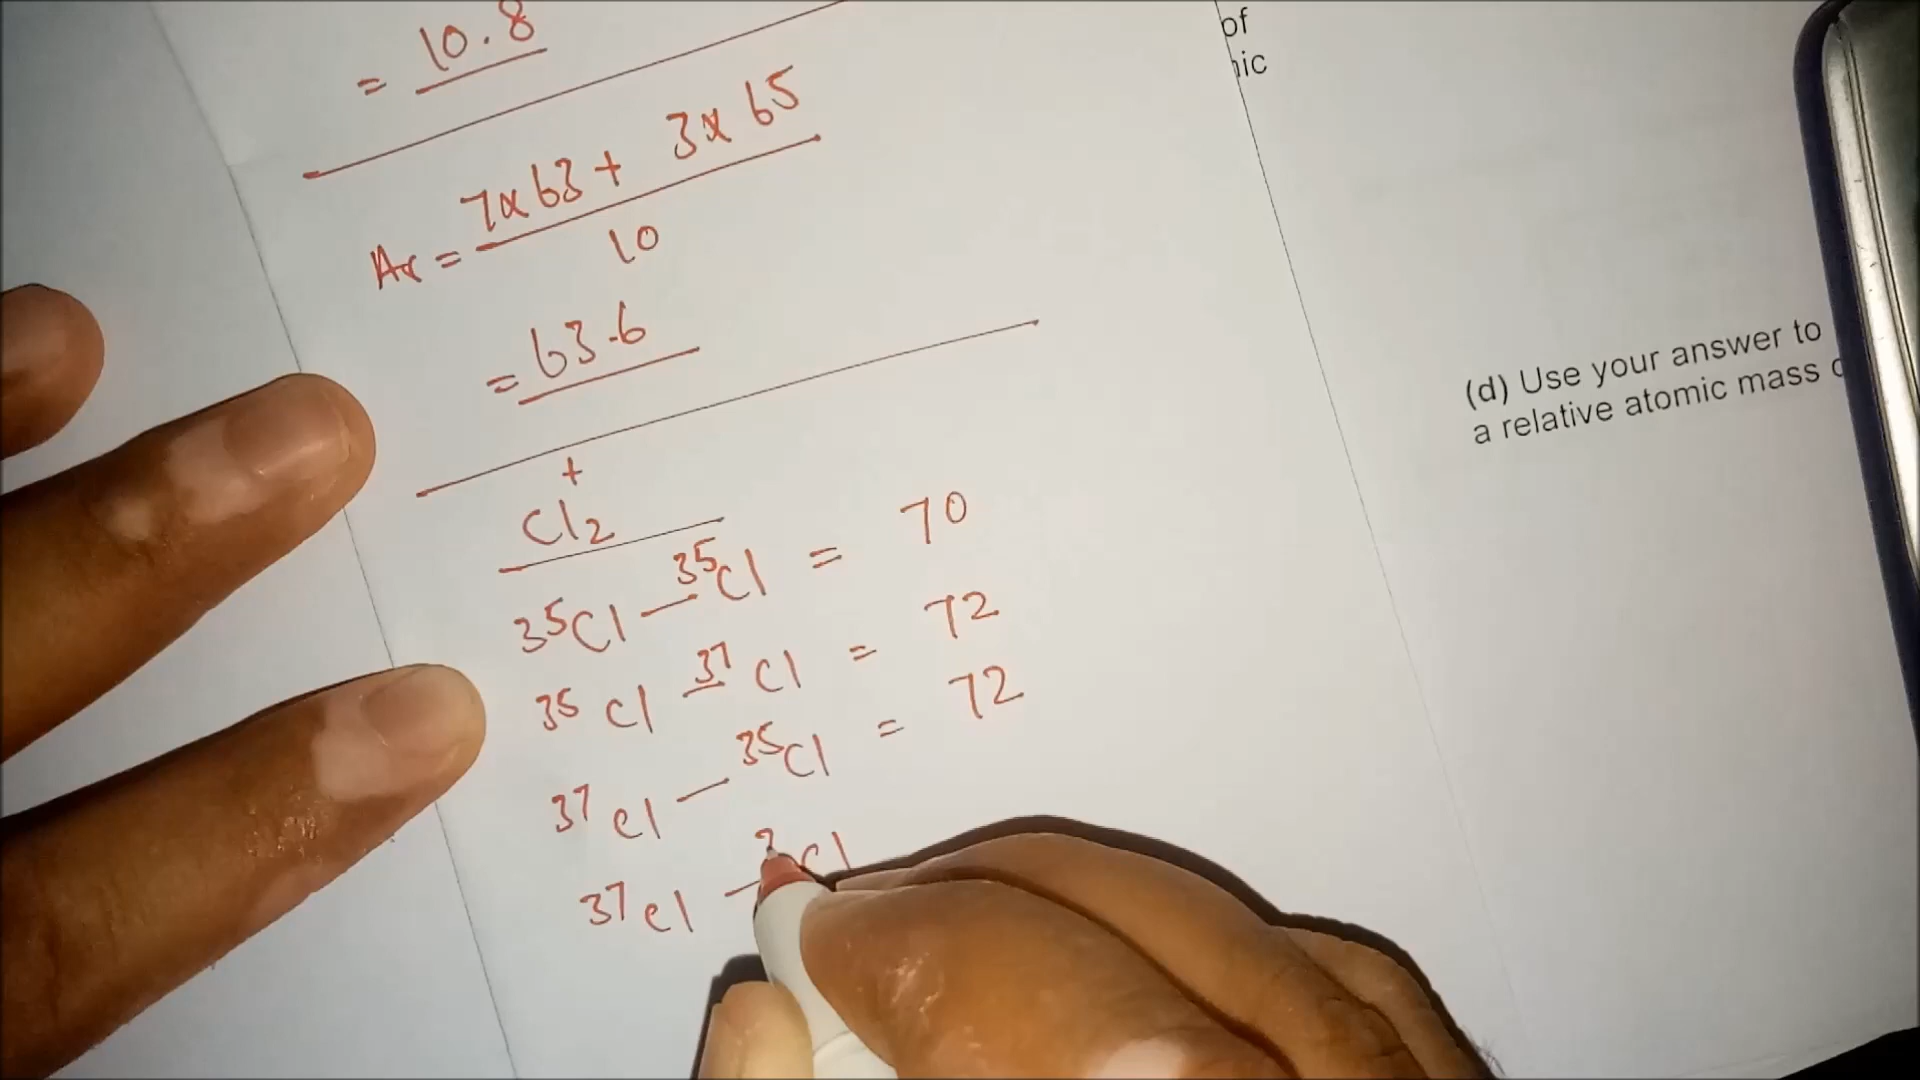 = 10.8
7x63 + 3x65
Ar =
10
= 63.6
+
Cl2
35Cl — 35Cl = 70
35Cl — 37Cl = 72
37Cl — 35Cl = 72
37Cl — Cl
of
(d) Use your answer to
a relative atomic mass